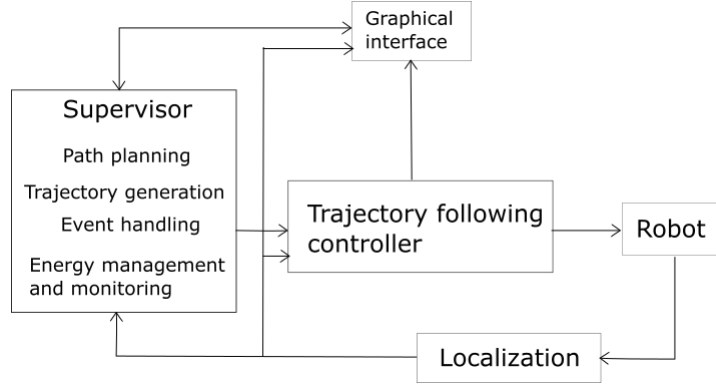 Graphical
interface
Supervisor
Path planning
Trajectory generation
Event handling
Energy management
and monitoring
Trajectory following
controller
Robot
Localization